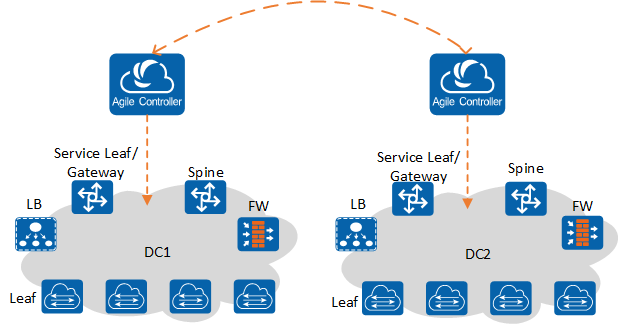 Agile Controller
Agile Controller
Service Leaf/
Gateway
Spine
LB
FW
DC1
Leaf
Service Leaf/
Gateway
Spine
LB
FW
DC2
Leaf